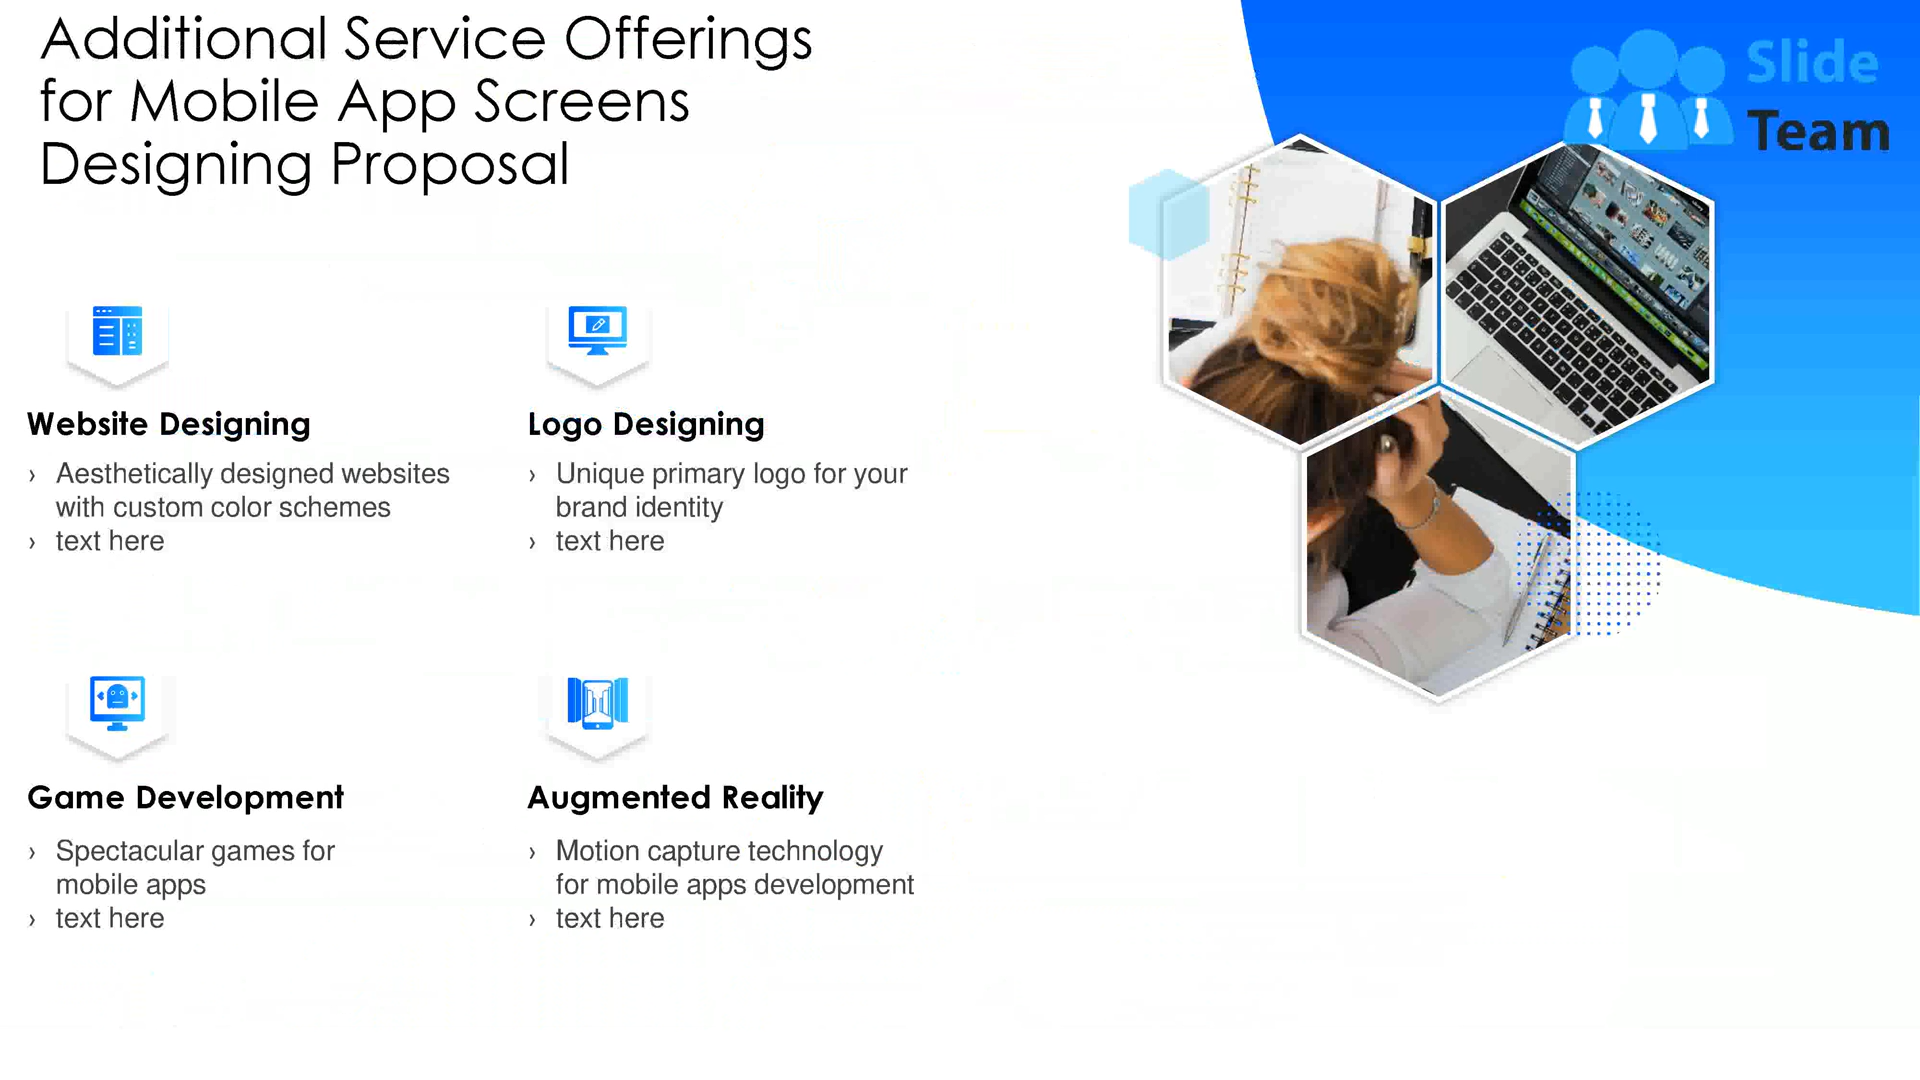 Additional Service Offerings
for Mobile App Screens
Designing Proposal
Slide
Team
Website Designing
› Aesthetically designed websites
with custom color schemes
› text here
Logo Designing
› Unique primary logo for your
brand identity
› text here
Game Development
› Spectacular games for
mobile apps
› text here
Augmented Reality
› Motion capture technology
for mobile apps development
› text here